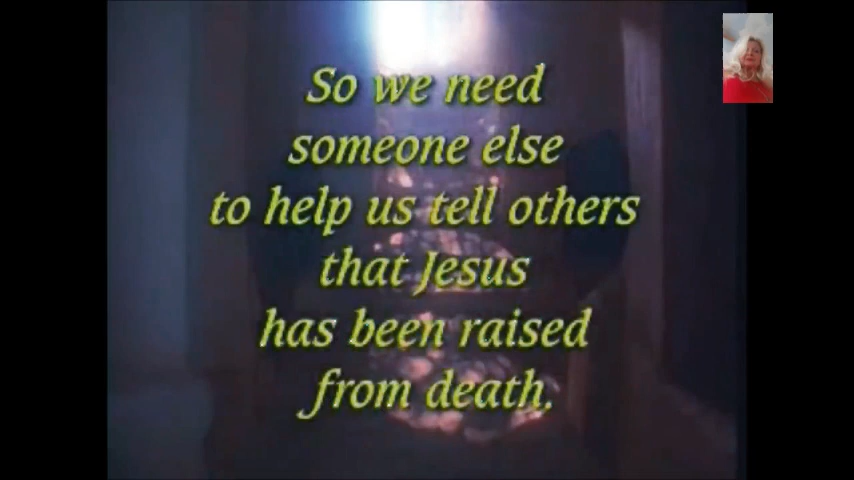 So we need
someone else
to help us tell others
that Jesus
has been raised
from death.